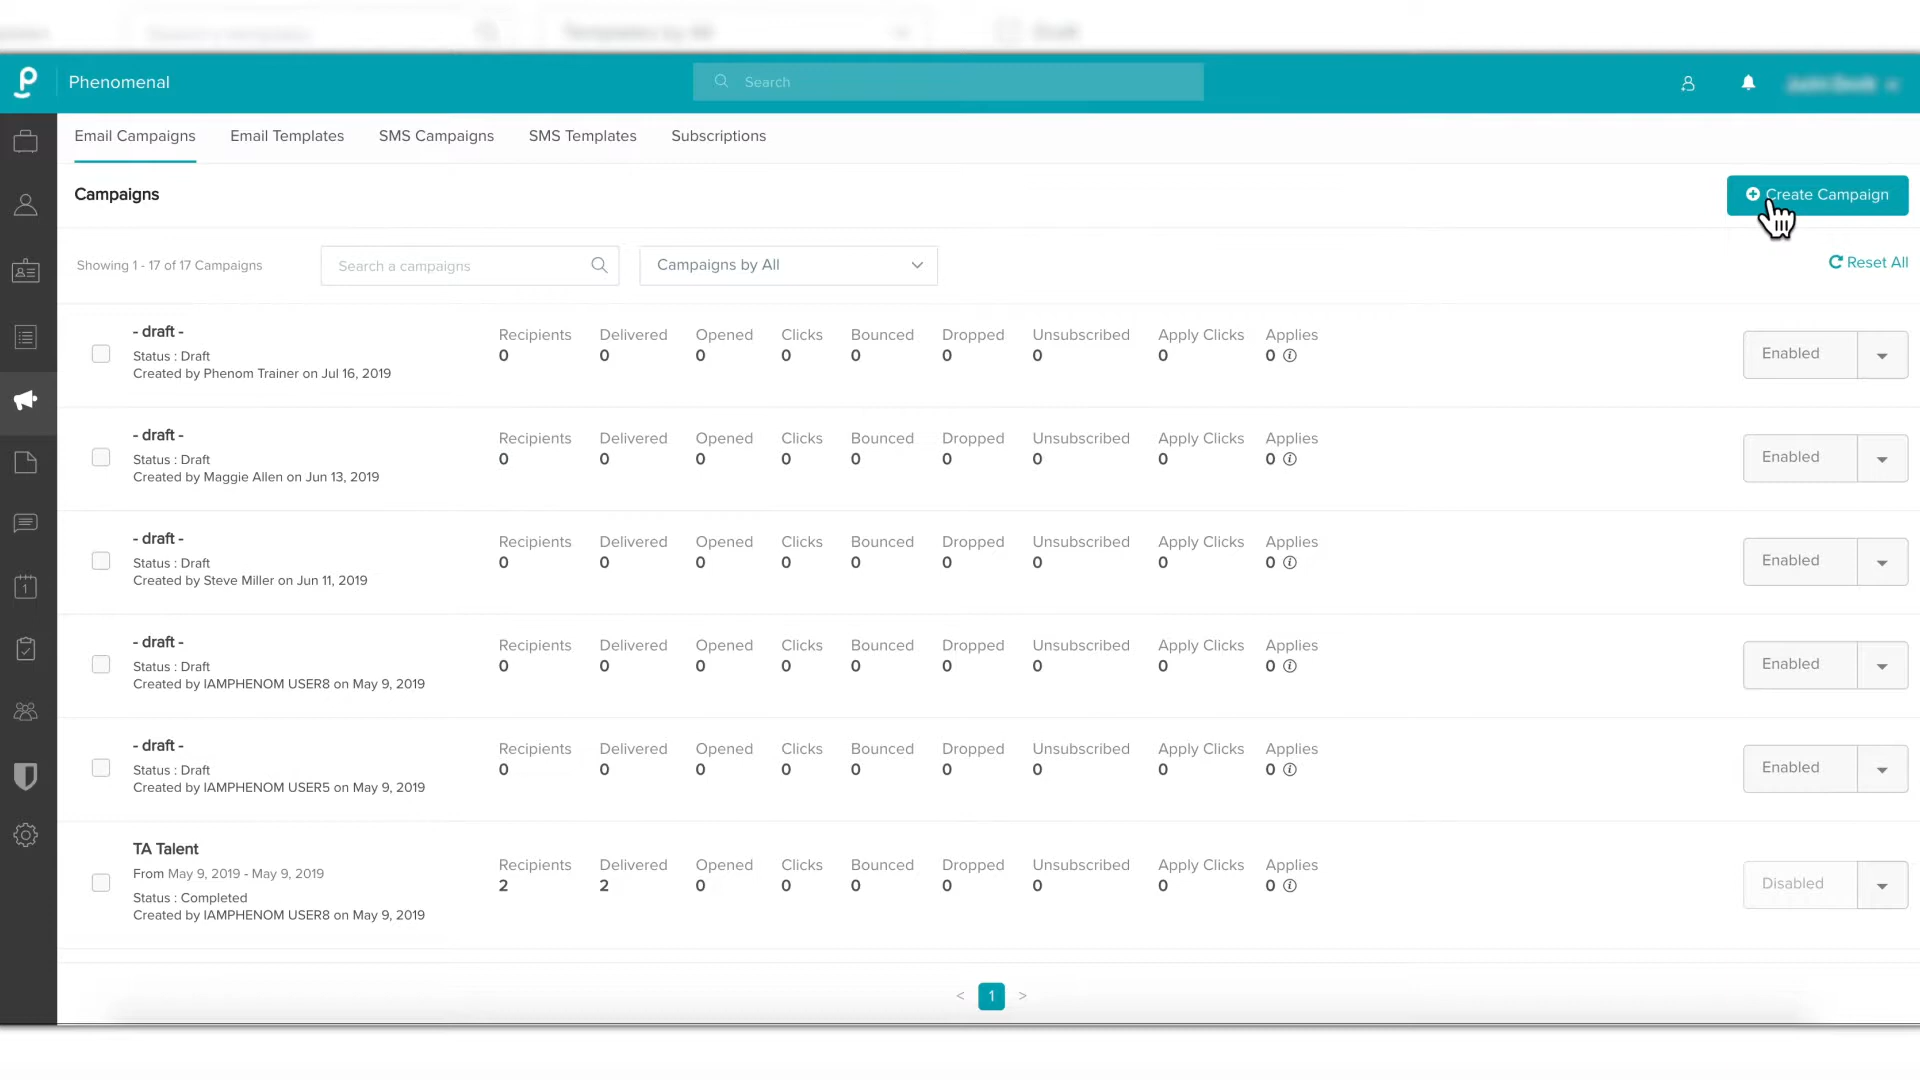 Phenomenal
Search
Email Campaigns Email Templates SMS Campaigns SMS Templates Subscriptions
Campaigns
Create Campaign
Showing 1 - 17 of 17 Campaigns
Search a campaigns
Campaigns by All
Reset All
- draft -
Status : Draft
Created by Phenom Trainer on Jul 16, 2019
Recipients Delivered Opened Clicks Bounced Dropped Unsubscribed Apply Clicks Applies
0 0 0 0 0 0 0 0 0
Enabled
- draft -
Status : Draft
Created by Maggie Allen on Jun 13, 2019
Recipients Delivered Opened Clicks Bounced Dropped Unsubscribed Apply Clicks Applies
0 0 0 0 0 0 0 0 0
Enabled
- draft -
Status : Draft
Created by Steve Miller on Jun 11, 2019
Recipients Delivered Opened Clicks Bounced Dropped Unsubscribed Apply Clicks Applies
0 0 0 0 0 0 0 0 0
Enabled
- draft -
Status : Draft
Created by IAMPHENOM USER8 on May 9, 2019
Recipients Delivered Opened Clicks Bounced Dropped Unsubscribed Apply Clicks Applies
0 0 0 0 0 0 0 0 0
Enabled
- draft -
Status : Draft
Created by IAMPHENOM USER5 on May 9, 2019
Recipients Delivered Opened Clicks Bounced Dropped Unsubscribed Apply Clicks Applies
0 0 0 0 0 0 0 0 0
Enabled
TA Talent
From May 9, 2019 - May 9, 2019
Status : Completed
Created by IAMPHENOM USER8 on May 9, 2019
Recipients Delivered Opened Clicks Bounced Dropped Unsubscribed Apply Clicks Applies
2 2 0 0 0 0 0 0 0
Disabled
< 1 >